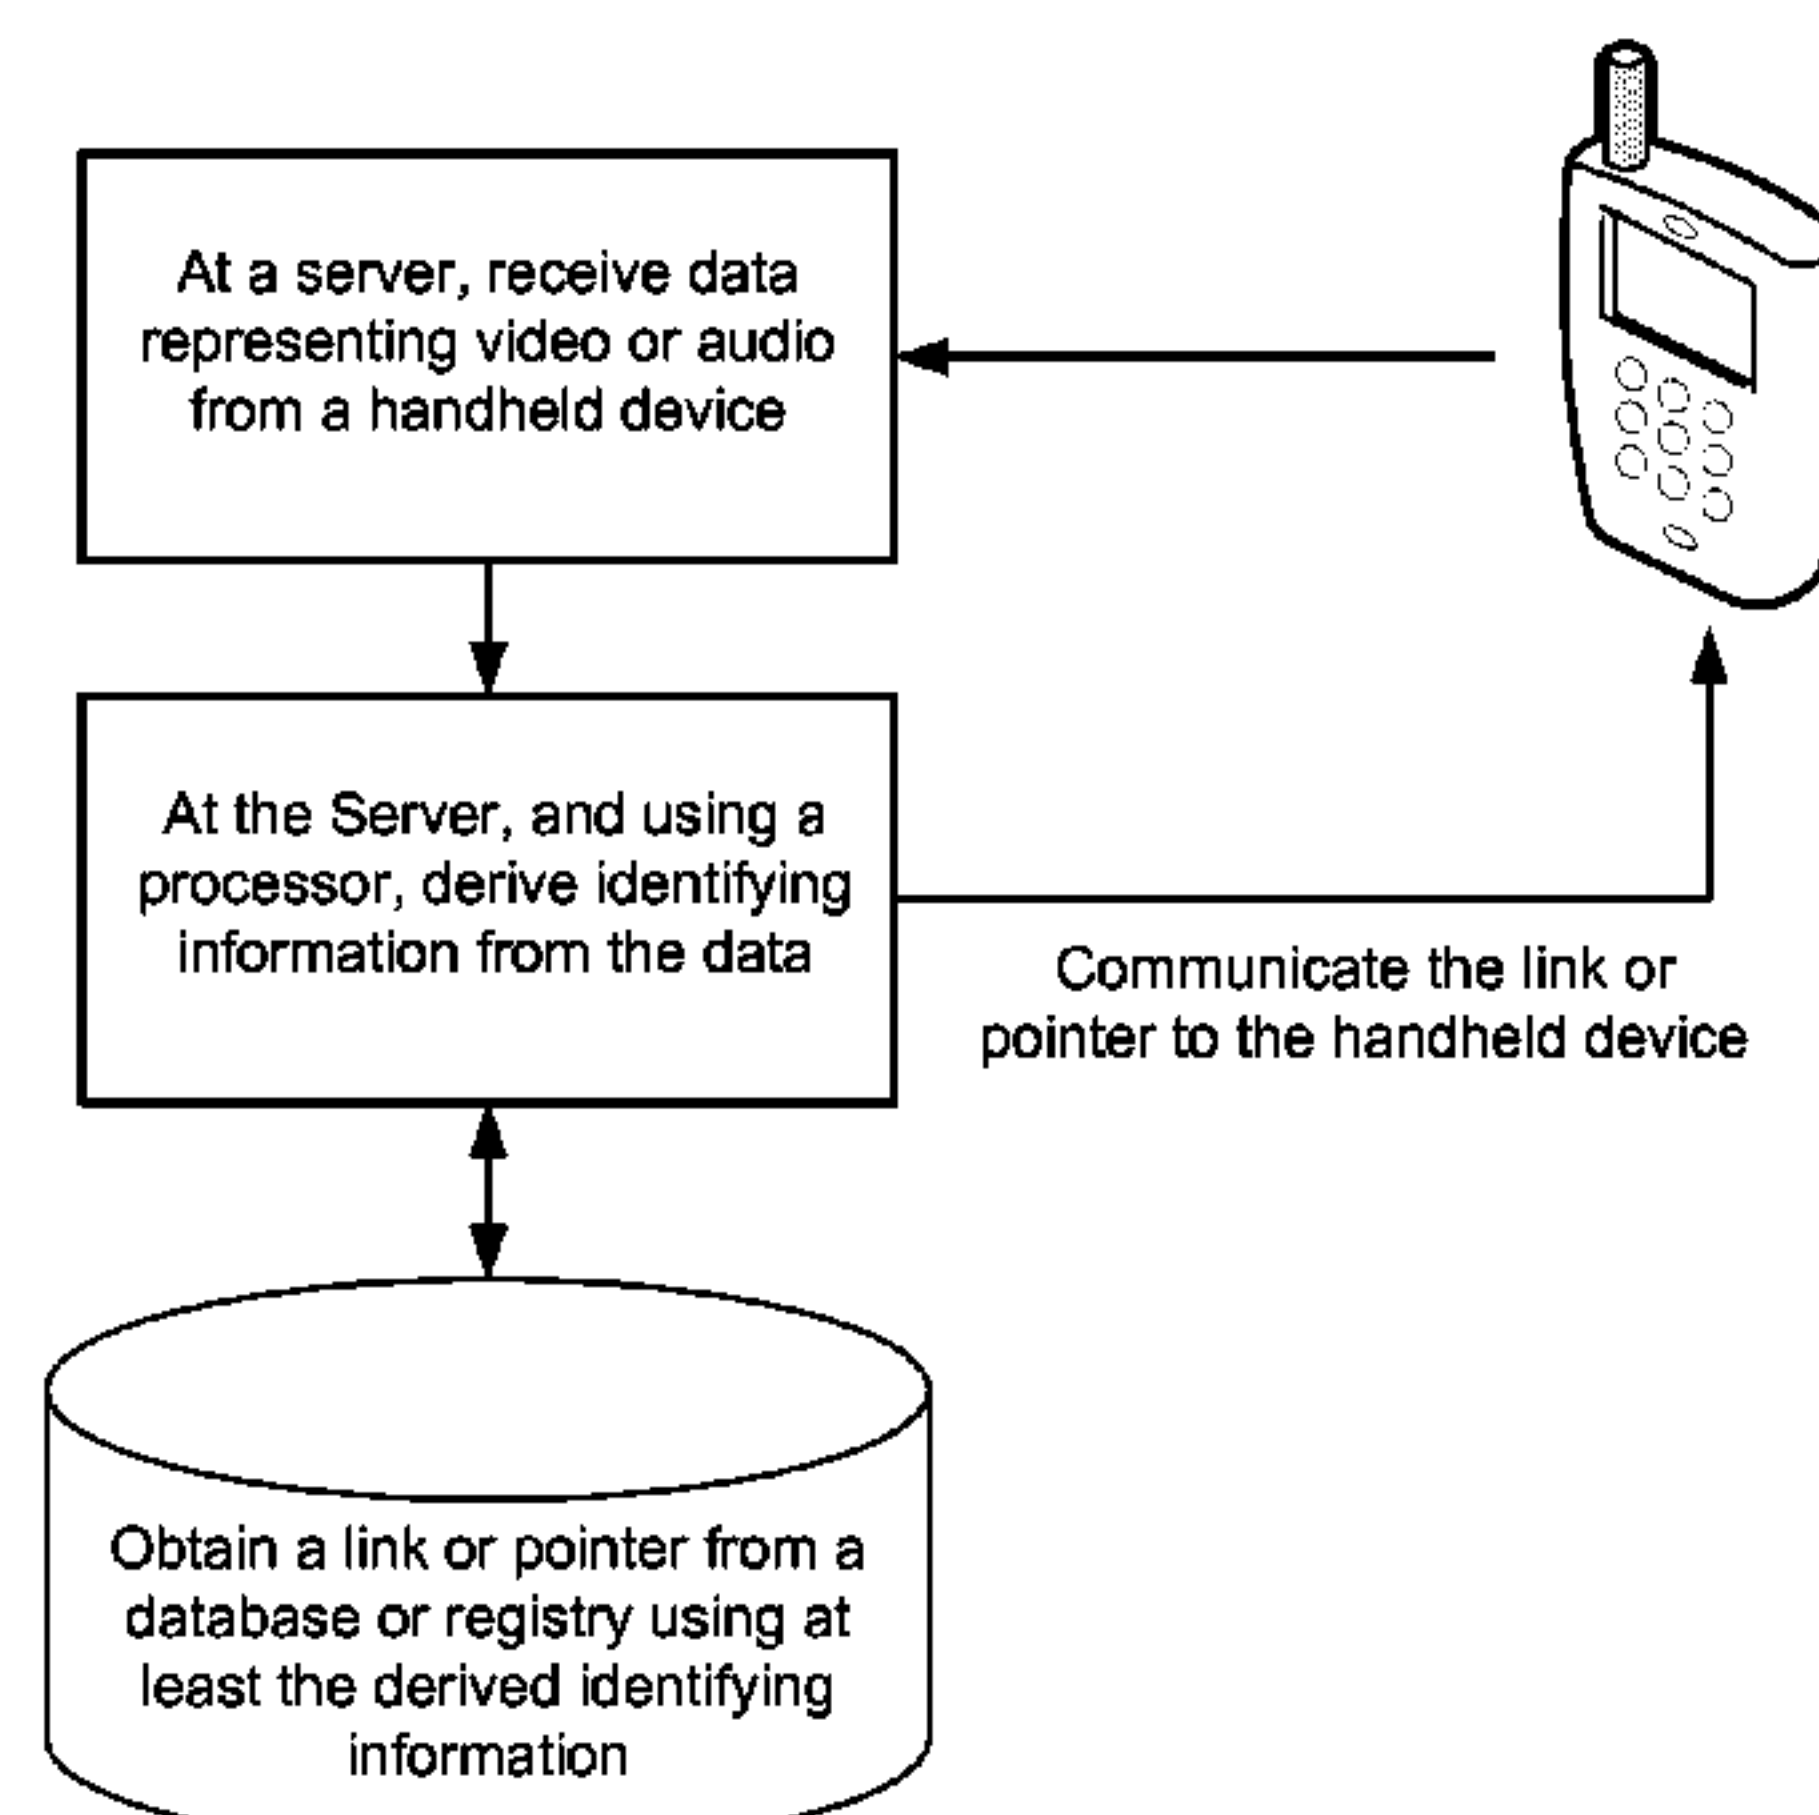 At a server, receive data
representing video or audio
from a handheld device
At the Server, and using a
processor, derive identifying
information from the data
Communicate the link or
pointer to the handheld device
Obtain a link or pointer from a
database or registry using at
least the derived identifying
information